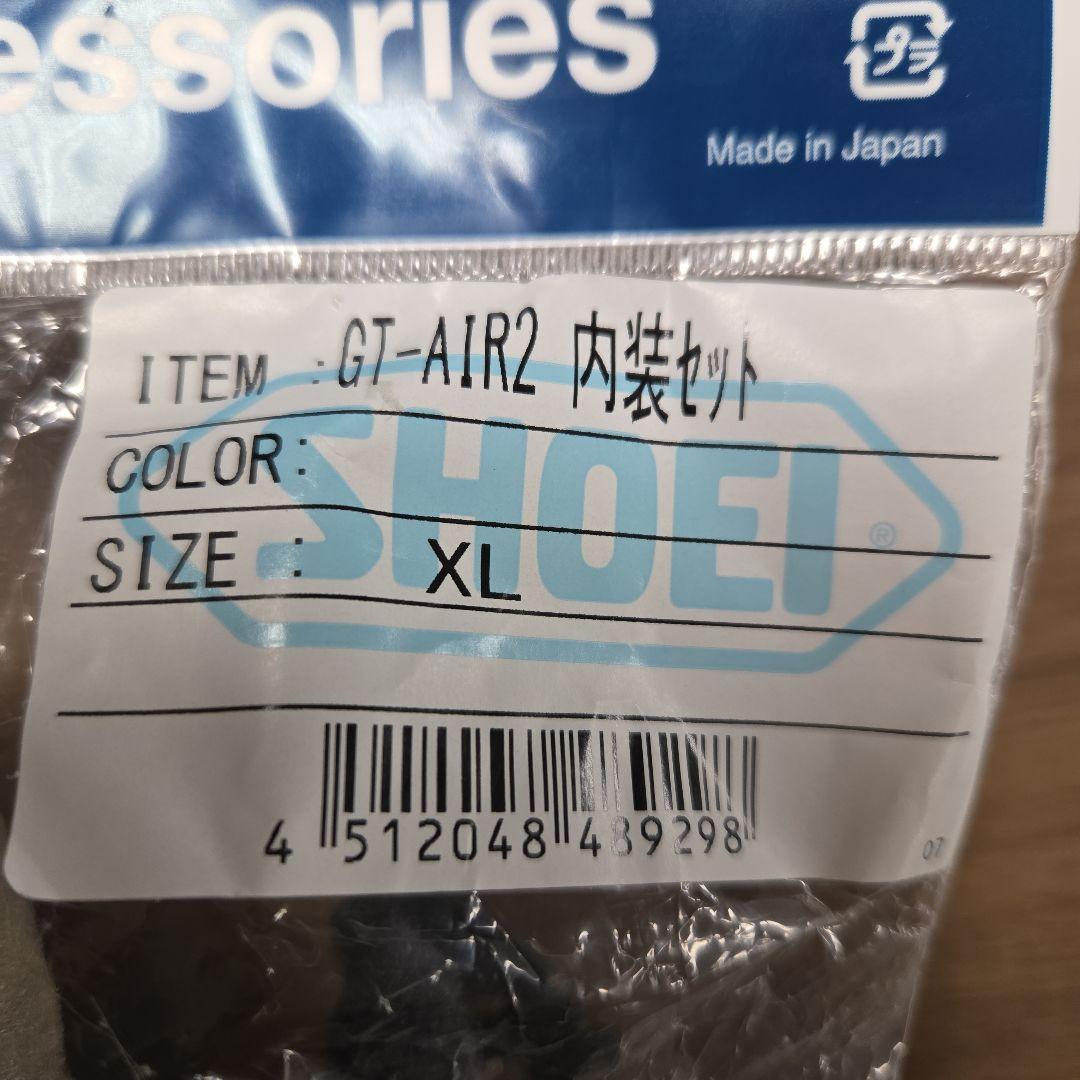 essories
プラ
Made in Japan
ITEM :GT-AIR2 内装セット
COLOR:
SIZE : XL
SHOEI®
4 512048 489298
07